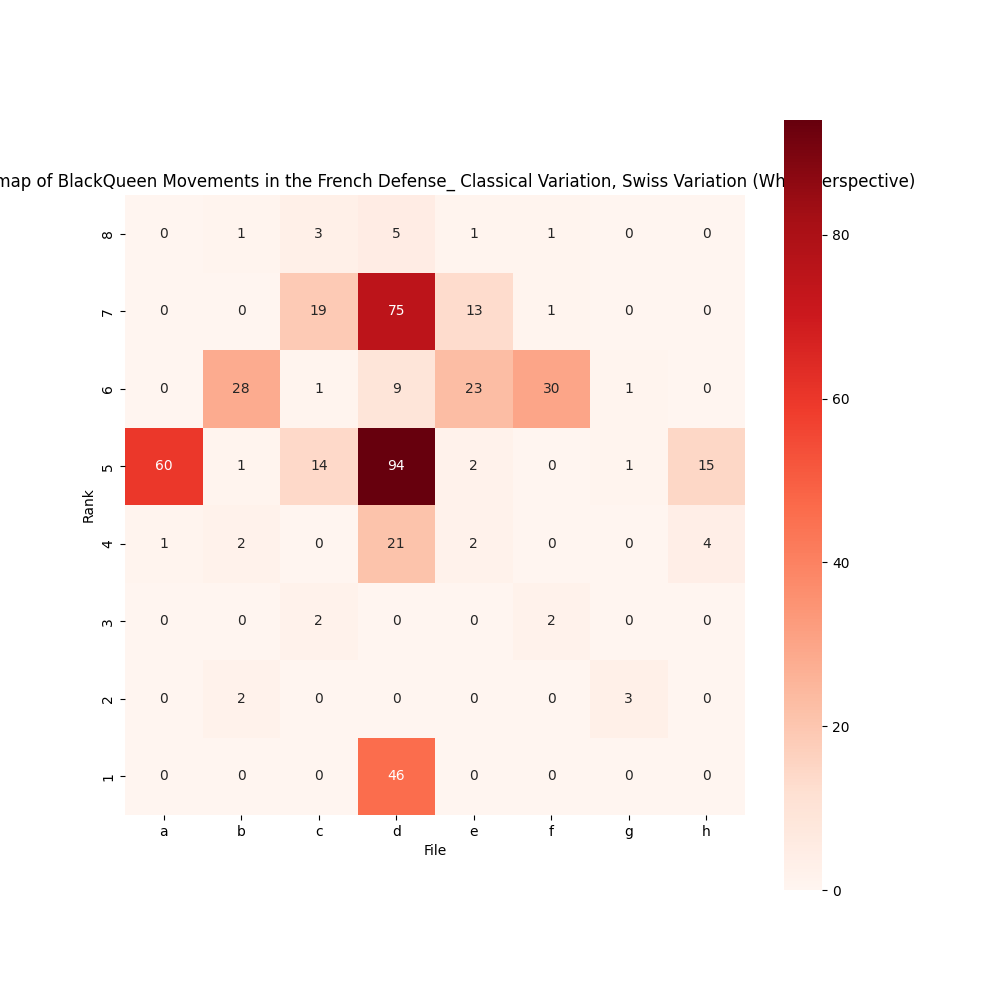 map of BlackQueen Movements in the French Defense_ Classical Variation, Swiss Variation (Wh erspective)
8 0 1 3 5 1 1 0 0
7 0 0 19 75 13 1 0 0
6 0 28 1 9 23 30 1 0
5 60 1 14 94 2 0 1 15
4 1 2 0 21 2 0 0 4
3 0 0 2 0 0 2 0 0
2 0 2 0 0 0 0 3 0
1 0 0 0 46 0 0 0 0
a b c d e f g h
Rank
File
80
60
40
20
0